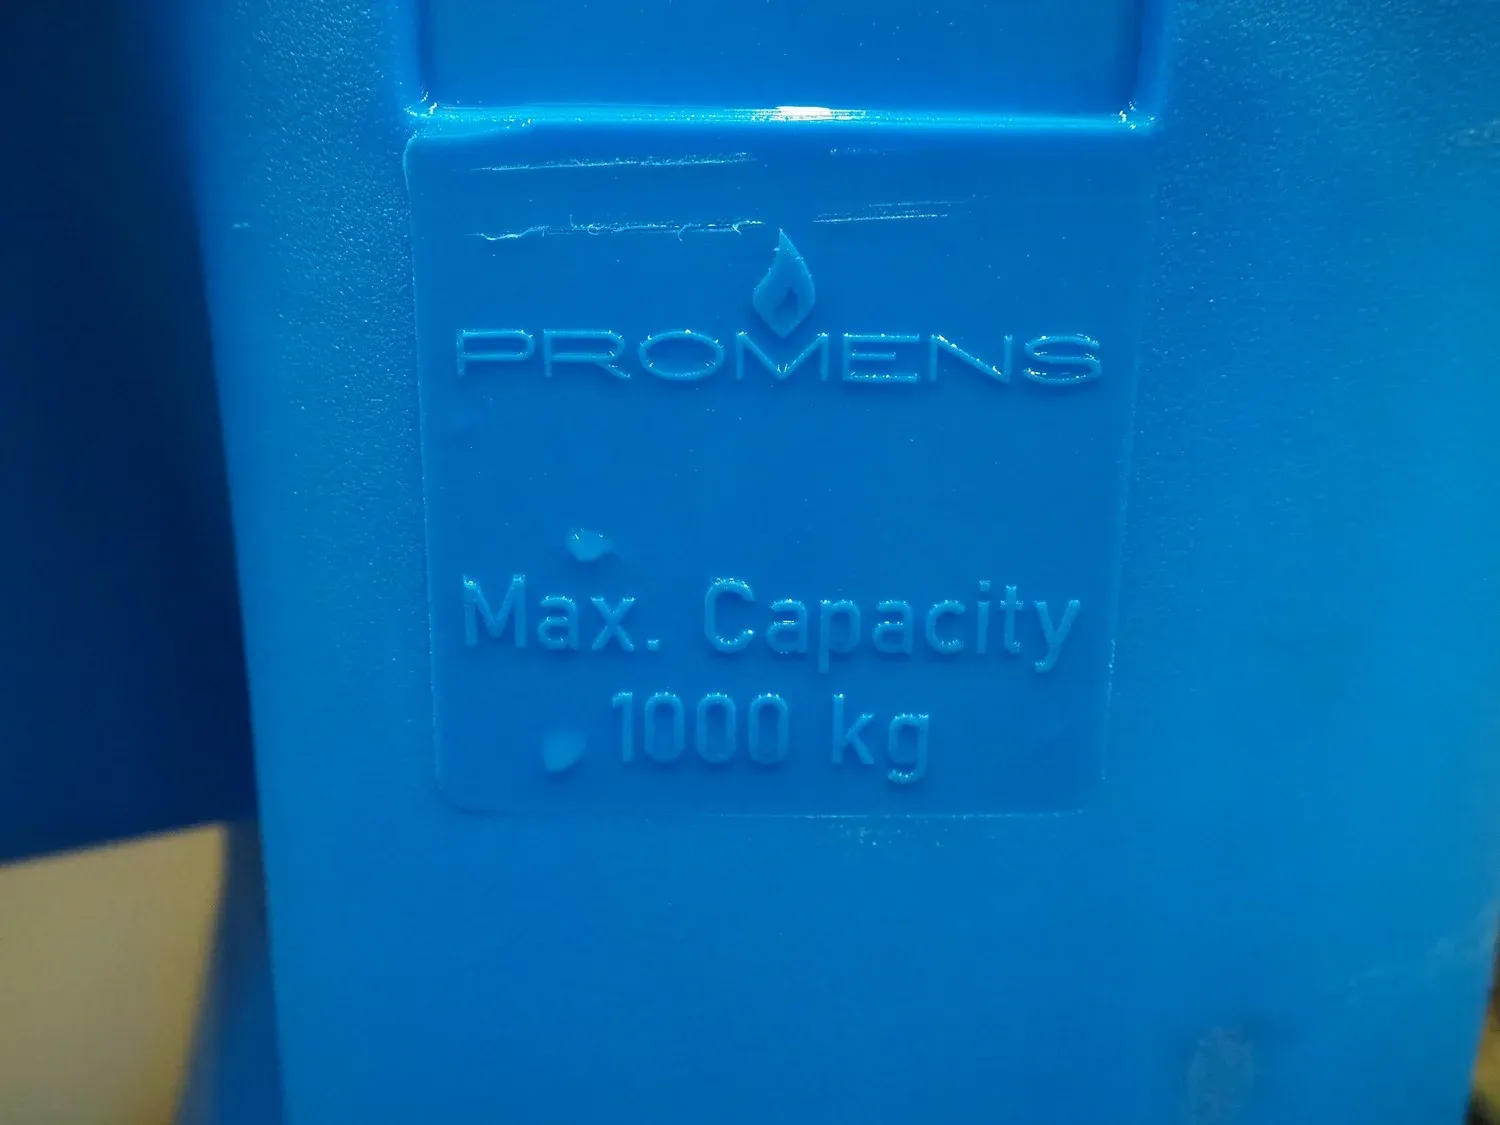 PROMENS
Max. Capacity
1000 kg